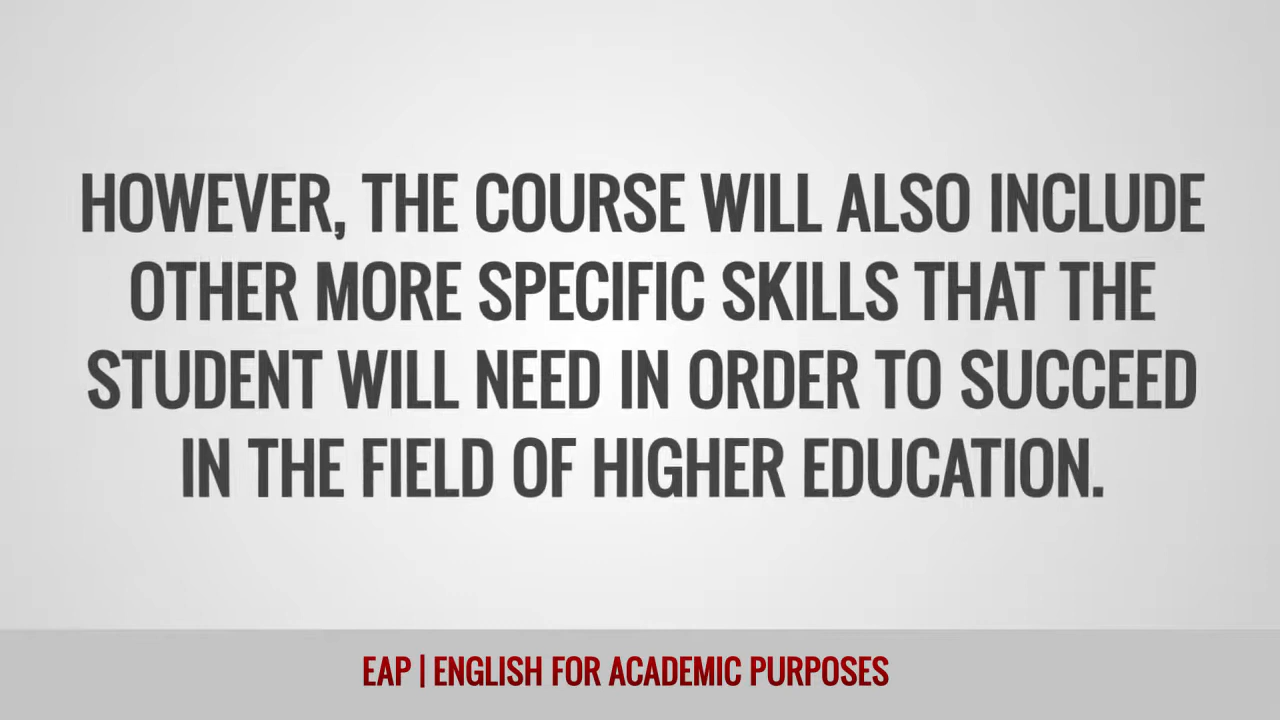 HOWEVER, THE COURSE WILL ALSO INCLUDE
OTHER MORE SPECIFIC SKILLS THAT THE
STUDENT WILL NEED IN ORDER TO SUCCEED
IN THE FIELD OF HIGHER EDUCATION.
EAP | ENGLISH FOR ACADEMIC PURPOSES